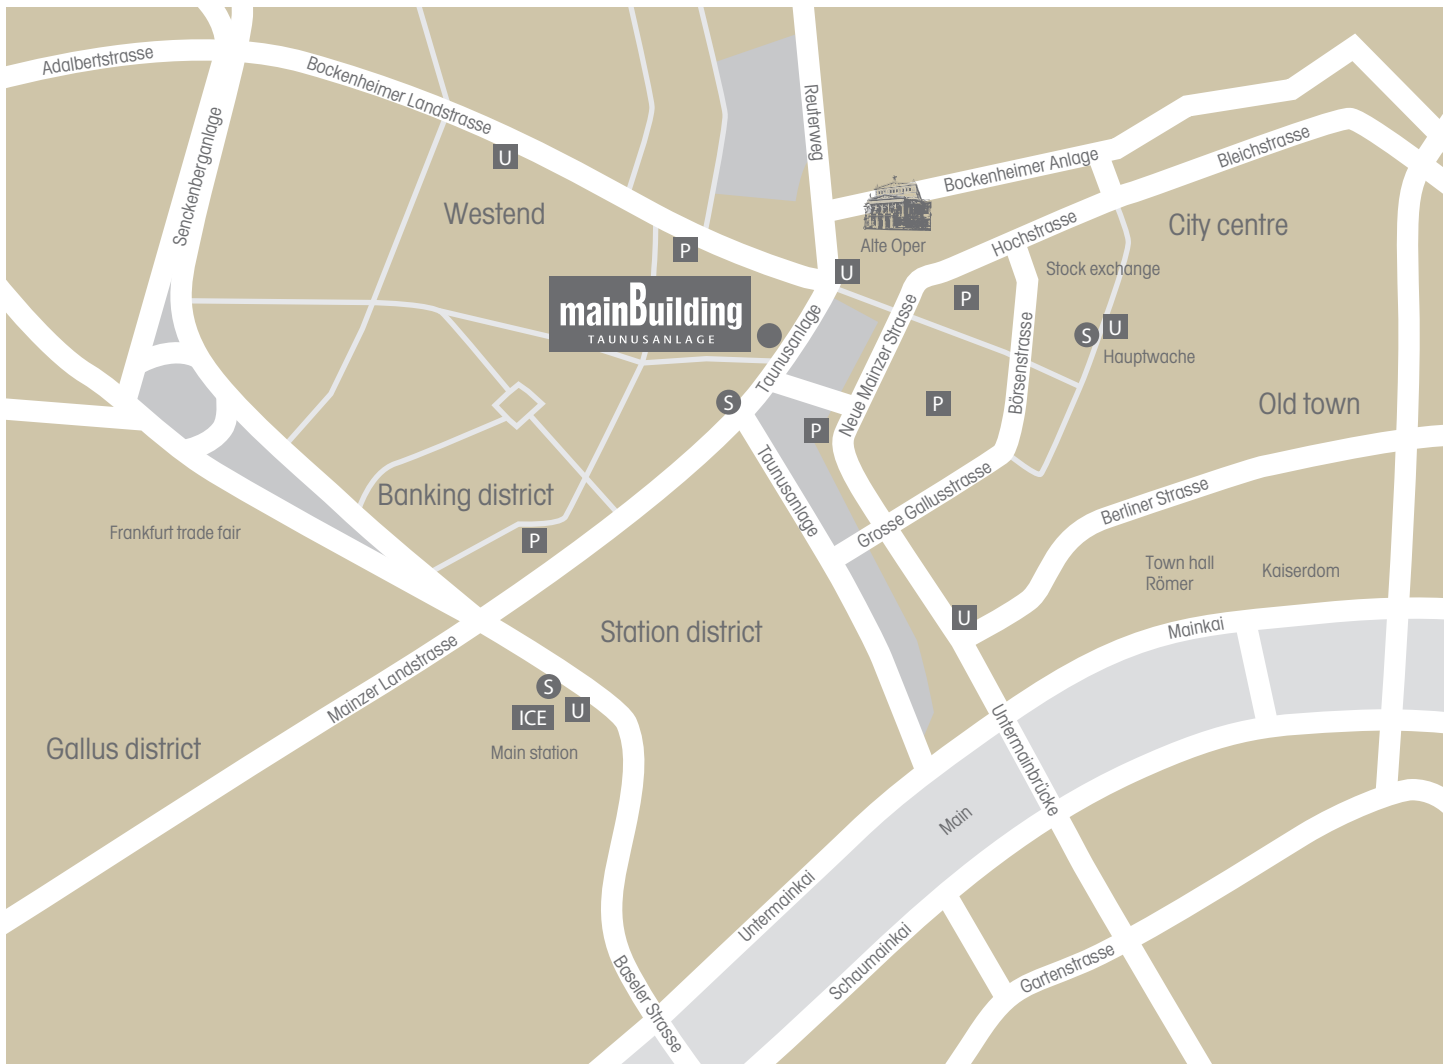 Adalbertstrasse
Bockenheimer Landstrasse
Reuterweg
Senckenberganlage
U
Bockenheimer Anlage
Bleichstrasse
Westend
P
Alte Oper
Hochstrasse
City centre
U
Stock exchange
P
mainBuilding
TAUNUSANLAGE
Taunusanlage
Neue Mainzer Strasse
Börsenstrasse
S
U
Hauptwache
S
P
P
Old town
Taunusanlage
Banking district
Grosse Gallusstrasse
Berliner Strasse
Frankfurt trade fair
P
Town hall
Römer
Kaiserdom
U
Station district
Mainkai
Mainzer Landstrasse
S
ICE
U
Main station
Gallus district
Untermainbrücke
Main
Untermainkai
Schaumainkai
Gartenstrasse
Baseler Strasse